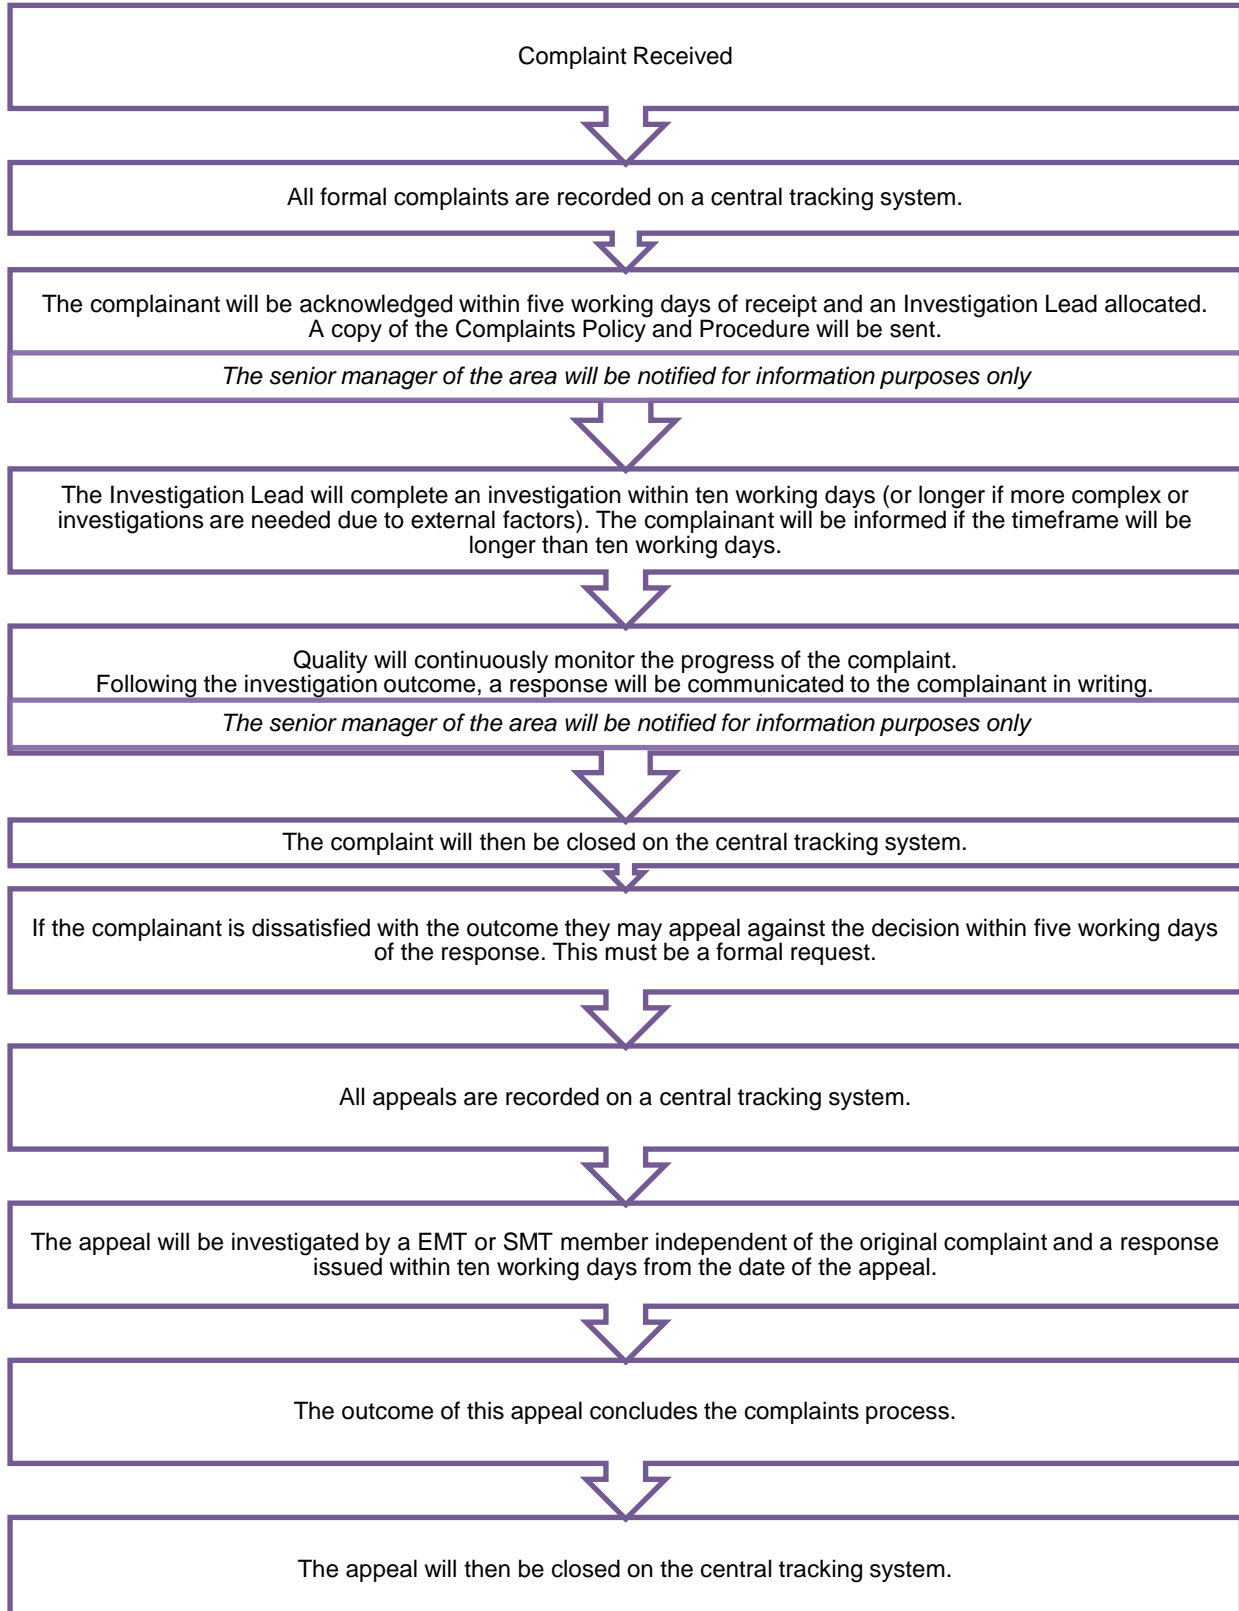 Complaint Received
All formal complaints are recorded on a central tracking system.
The complainant will be acknowledged within five working days of receipt and an Investigation Lead allocated.
A copy of the Complaints Policy and Procedure will be sent.
The senior manager of the area will be notified for information purposes only
The Investigation Lead will complete an investigation within ten working days (or longer if more complex or
investigations are needed due to external factors). The complainant will be informed if the timeframe will be
longer than ten working days.
Quality will continuously monitor the progress of the complaint.
Following the investigation outcome, a response will be communicated to the complainant in writing.
The senior manager of the area will be notified for information purposes only
The complaint will then be closed on the central tracking system.
If the complainant is dissatisfied with the outcome they may appeal against the decision within five working days
of the response. This must be a formal request.
All appeals are recorded on a central tracking system.
The appeal will be investigated by a EMT or SMT member independent of the original complaint and a response
issued within ten working days from the date of the appeal.
The outcome of this appeal concludes the complaints process.
The appeal will then be closed on the central tracking system.